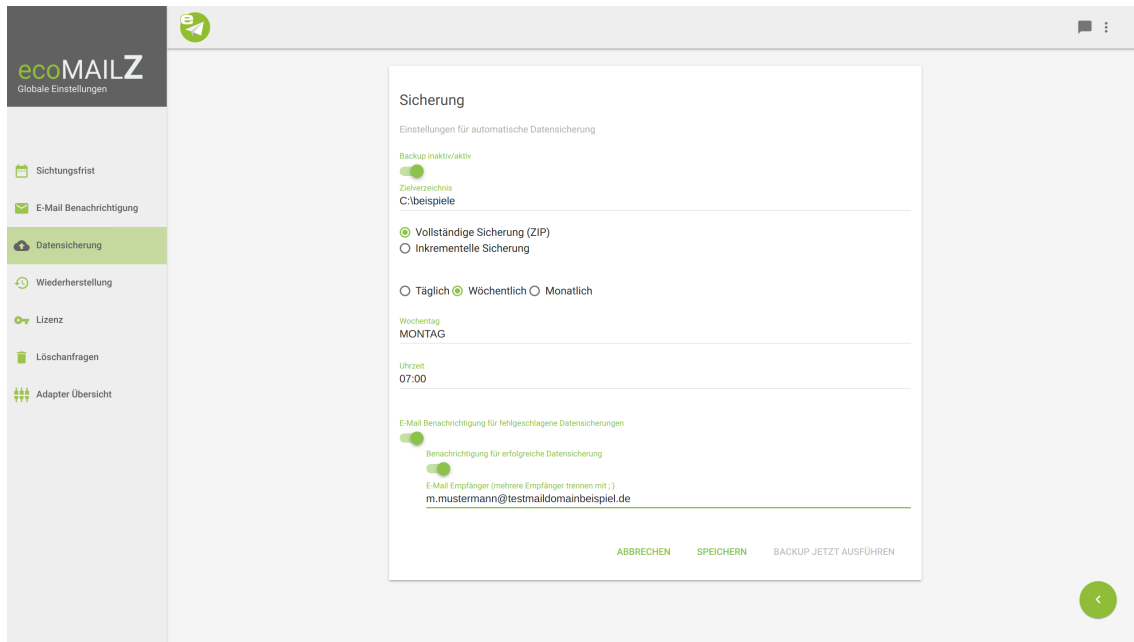 ecoMAILZ
Globale Einstellungen
Sichtungsfrist
E-Mail Benachrichtigung
Datensicherung
Wiederherstellung
Lizenz
Löschanfragen
Adapter Übersicht
e
Sicherung
Einstellungen für automatische Datensicherung
Backup inaktiv/aktiv
Zielverzeichnis
C:\beispiele
Vollständige Sicherung (ZIP)
Inkrementelle Sicherung
Täglich Wöchentlich Monatlich
Wochentag
MONTAG
Uhrzeit
07:00
E-Mail Benachrichtigung für fehlgeschlagene Datensicherungen
Benachrichtigung für erfolgreiche Datensicherung
E-Mail Empfänger (mehrere Empfänger trennen mit ; )
m.mustermann@testmaildomainbeispiel.de
ABBRECHEN SPEICHERN BACKUP JETZT AUSFÜHREN